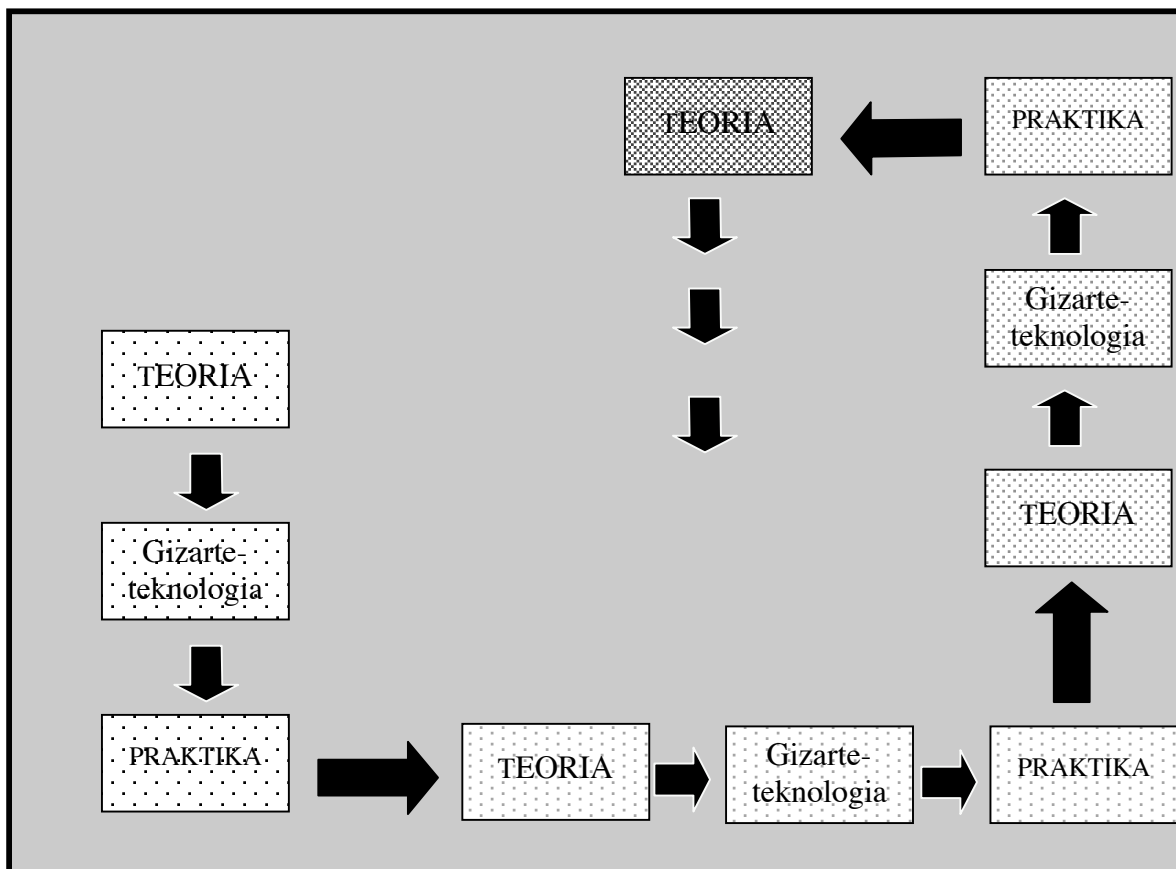 TEORIA
PRAKTIKA
Gizarte-
teknologia
TEORIA
TEORIA
Gizarte-
teknologia
PRAKTIKA
TEORIA
Gizarte-
teknologia
PRAKTIKA